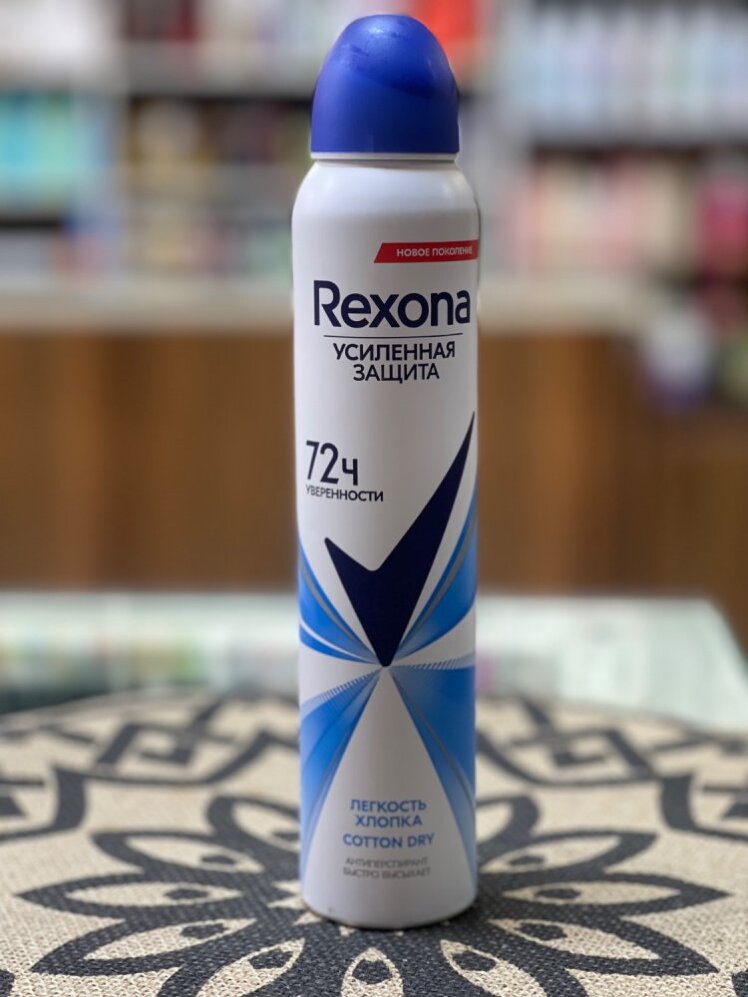 НОВОЕ ПОКОЛЕНИЕ
Rexona
УСИЛЕННАЯ
ЗАЩИТА
72ч
УВЕРЕННОСТИ
ЛЕГКОСТЬ
ХЛОПКА
COTTON DRY
АНТИПЕРСПИРАНТ
БЫСТРО ВЫСЫХАЕТ